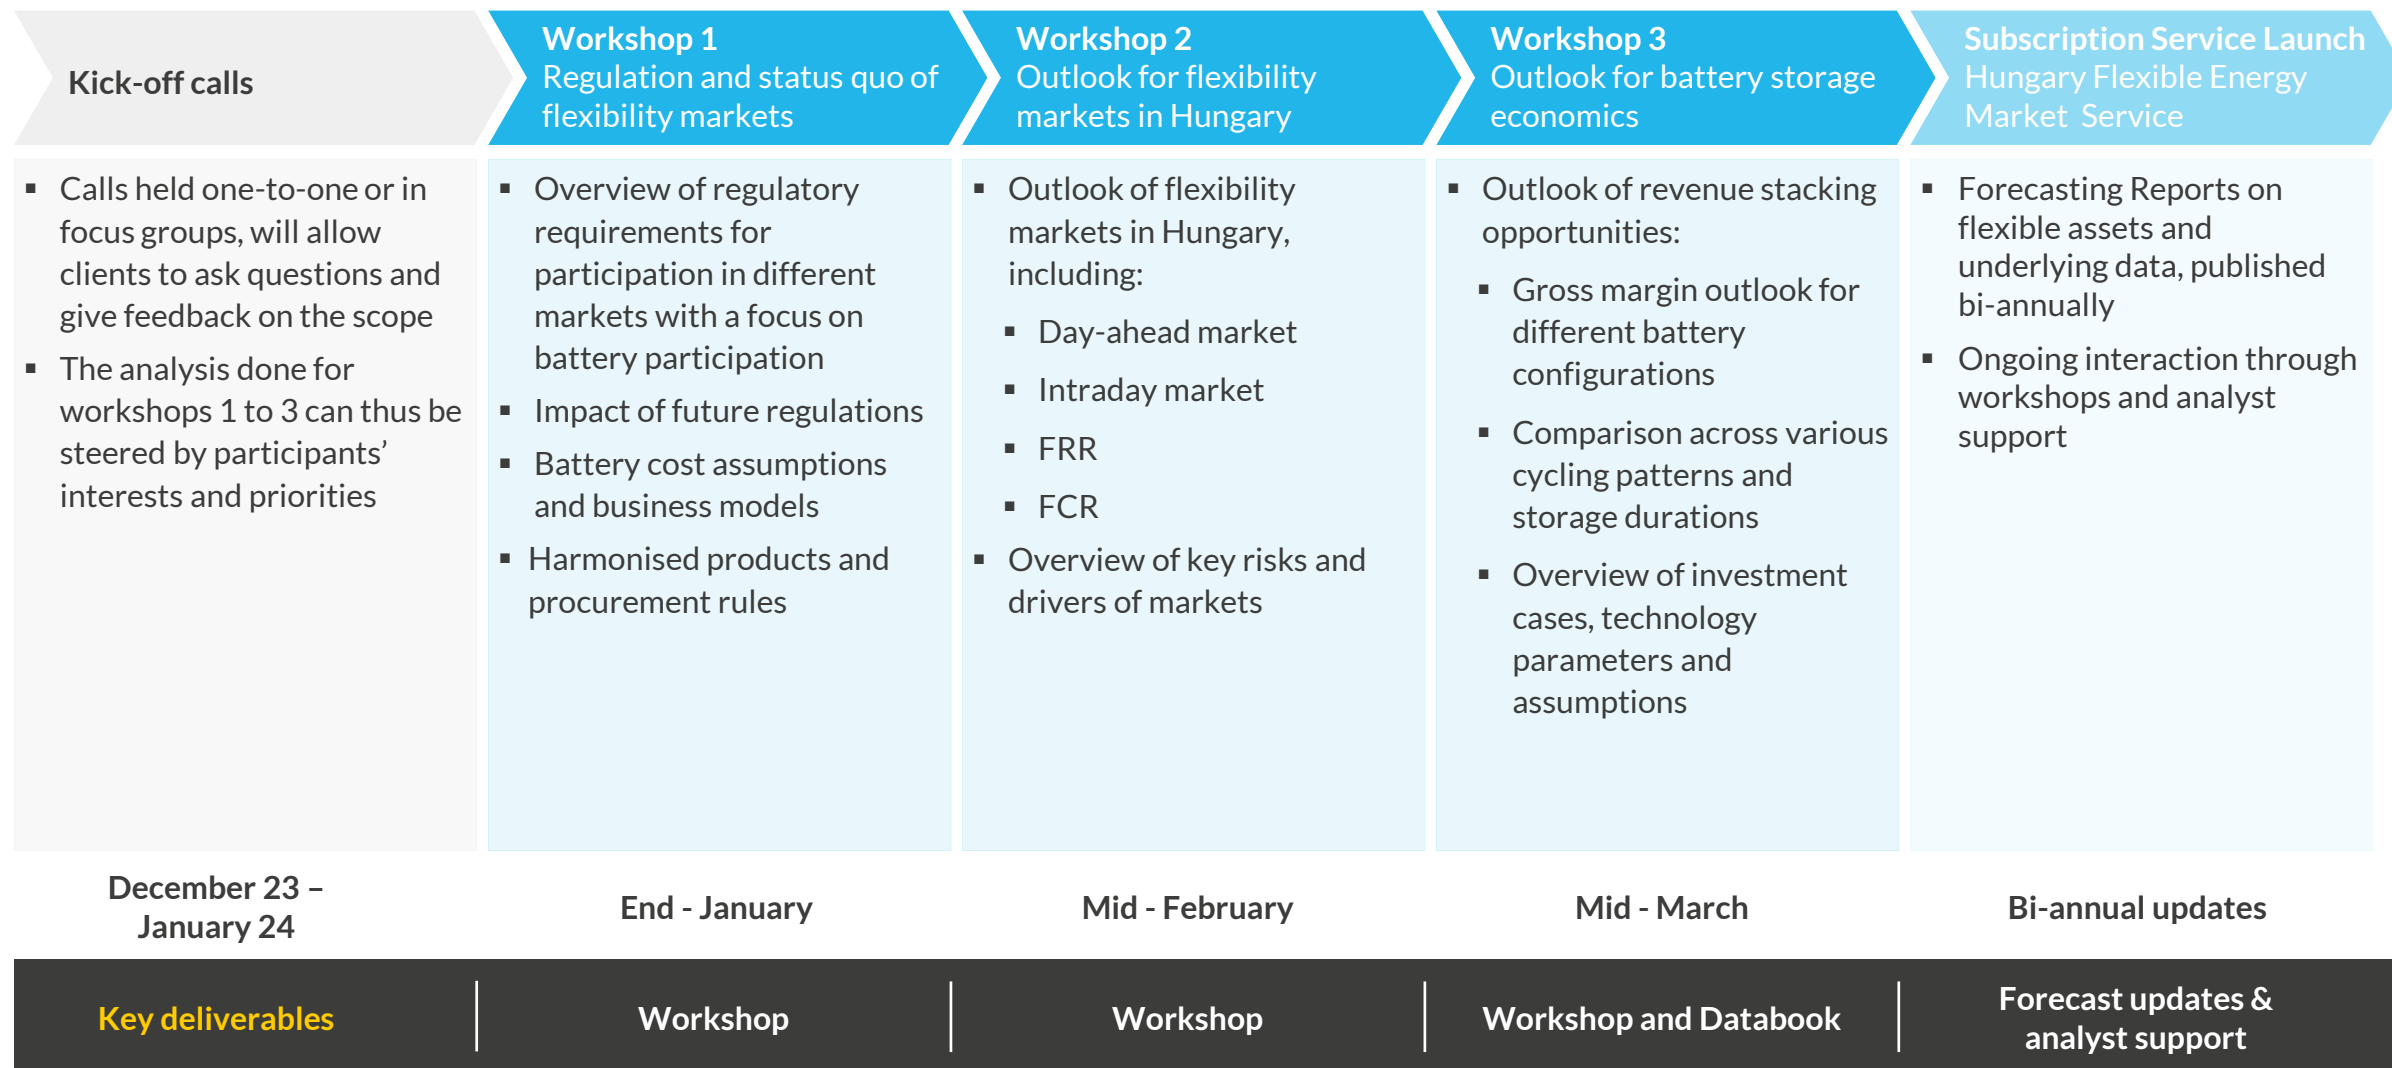 Kick-off calls
Workshop 1
Regulation and status quo of
flexibility markets
Workshop 2
Outlook for flexibility
markets in Hungary
Workshop 3
Outlook for battery storage
economics
Subscription Service Launch
Hungary Flexible Energy
Market Service
▪ Calls held one-to-one or in
focus groups, will allow
clients to ask questions and
give feedback on the scope
▪ The analysis done for
workshops 1 to 3 can thus be
steered by participants’
interests and priorities
▪ Overview of regulatory
requirements for
participation in different
markets with a focus on
battery participation
▪ Impact of future regulations
▪ Battery cost assumptions
and business models
▪ Harmonised products and
procurement rules
▪ Outlook of flexibility
markets in Hungary,
including:
▪ Day-ahead market
▪ Intraday market
▪ FRR
▪ FCR
▪ Overview of key risks and
drivers of markets
▪ Outlook of revenue stacking
opportunities:
▪ Gross margin outlook for
different battery
configurations
▪ Comparison across various
cycling patterns and
storage durations
▪ Overview of investment
cases, technology
parameters and
assumptions
▪ Forecasting Reports on
flexible assets and
underlying data, published
bi-annually
▪ Ongoing interaction through
workshops and analyst
support
December 23 –
January 24
End - January
Mid - February
Mid - March
Bi-annual updates
Key deliverables
Workshop
Workshop
Workshop and Databook
Forecast updates &
analyst support